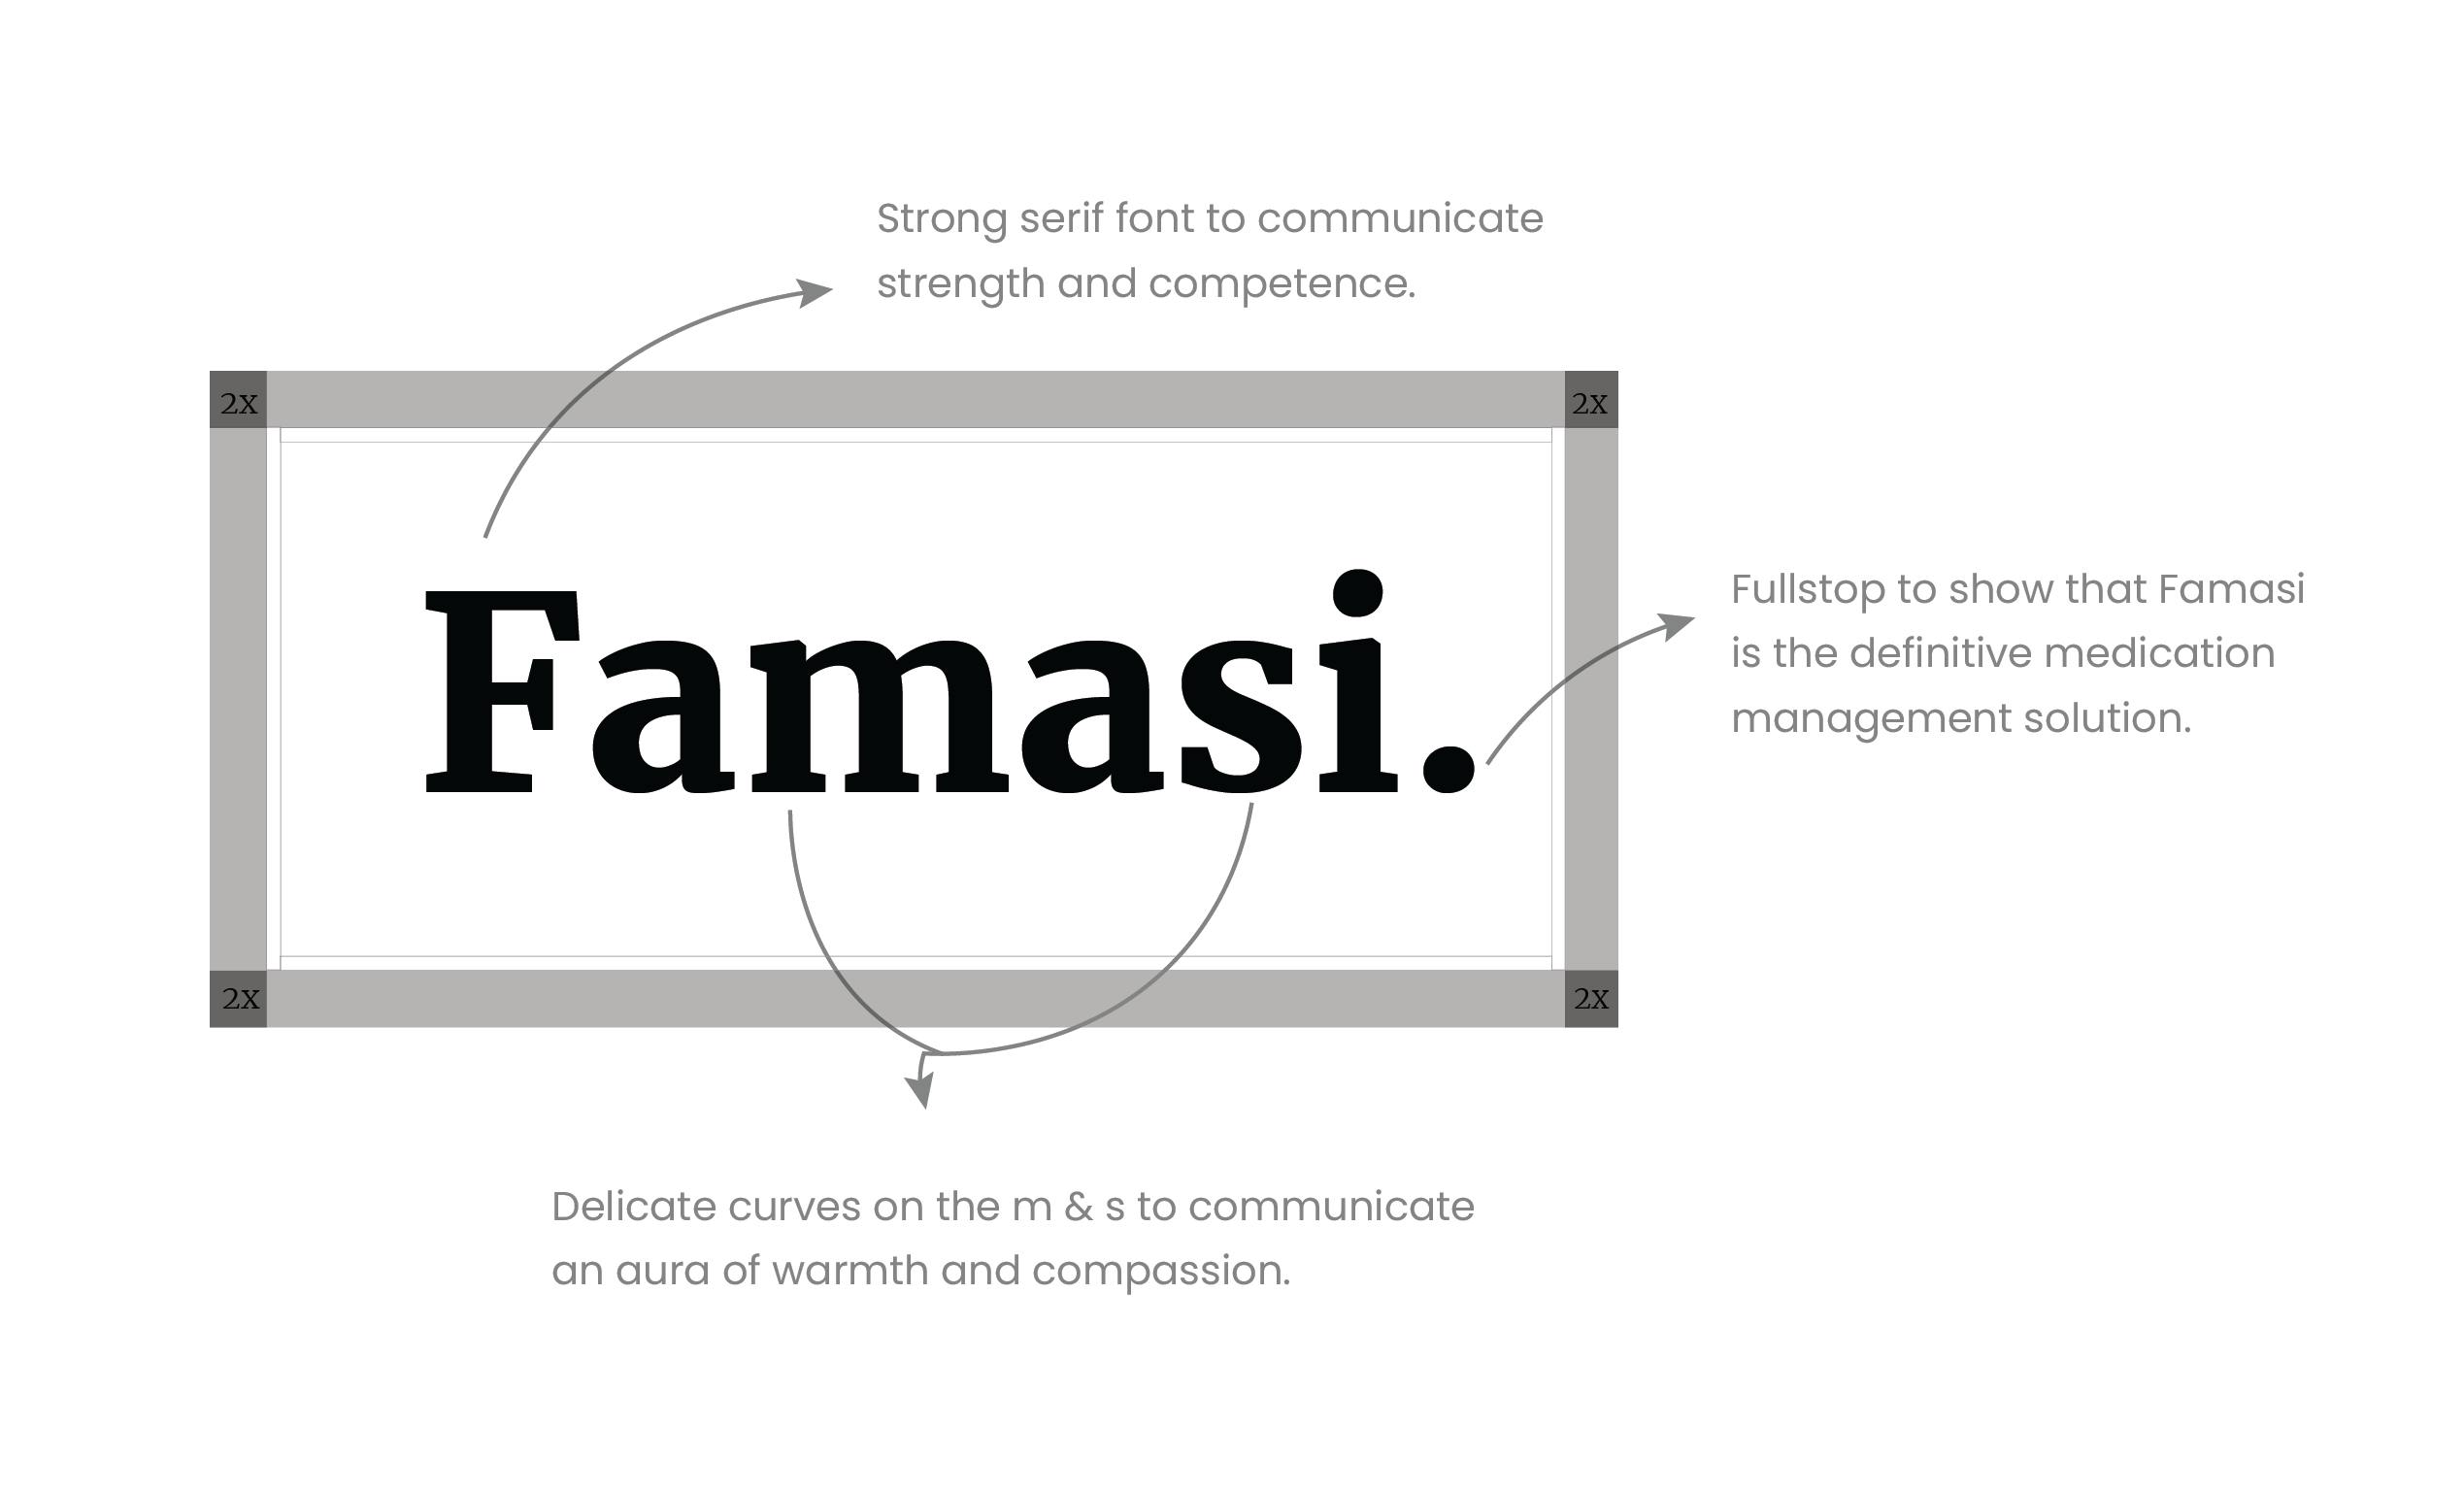 Strong serif font to communicate
strength and competence.
2x
2x
Famasi.
Fullstop to show that Famasi
is the definitive medication
management solution.
2x
2x
Delicate curves on the m & s to communicate
an aura of warmth and compassion.